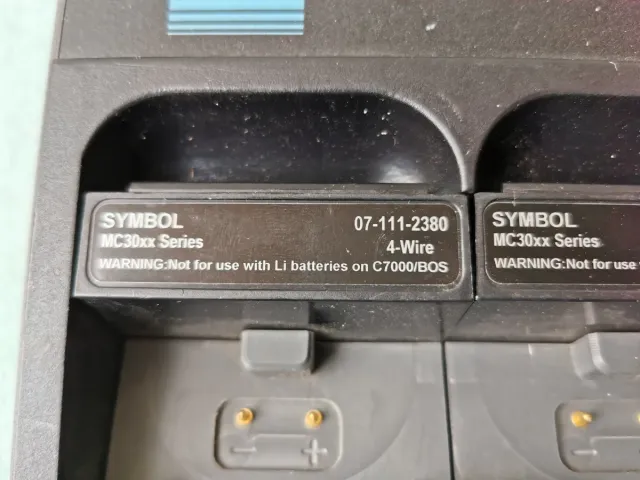 SYMBOL 07-111-2380
MC30xx Series 4-Wire
WARNING:Not for use with Li batteries on C7000/BOS
− +
SYMBOL
MC30xx Series
WARNING:Not for use
−